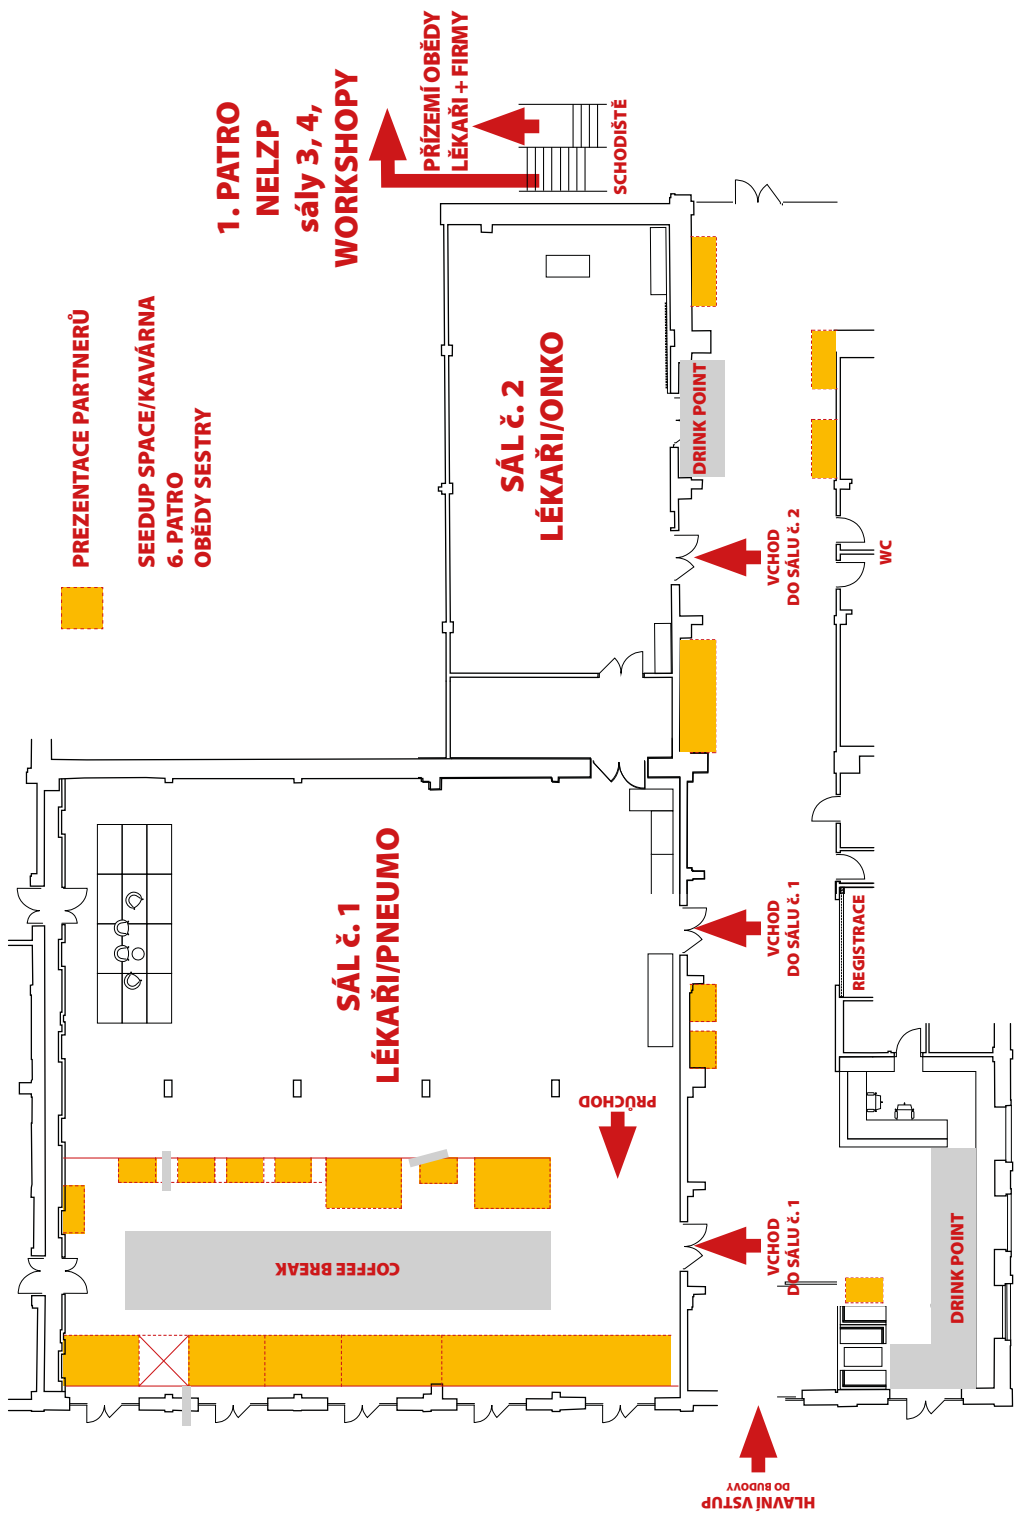 1. PATRO
NELZP
sály 3, 4,
WORKSHOPY
PŘÍZEMÍ OBĚDY
LÉKAŘI + FIRMY
SCHODIŠTĚ
PREZENTACE PARTNERŮ
SEEDUP SPACE/KAVÁRNA
6. PATRO
OBĚDY SESTRY
SÁL č. 2
LÉKAŘI/ONKO
DRINK POINT
VCHOD
DO SÁLU č. 2
WC
SÁL č. 1
LÉKAŘI/PNEUMO
VCHOD
DO SÁLU č. 1
REGISTRACE
PRŮCHOD
COFFEE BREAK
VCHOD
DO SÁLU č. 1
DRINK POINT
HLAVNÍ VSTUP
DO BUDOVY